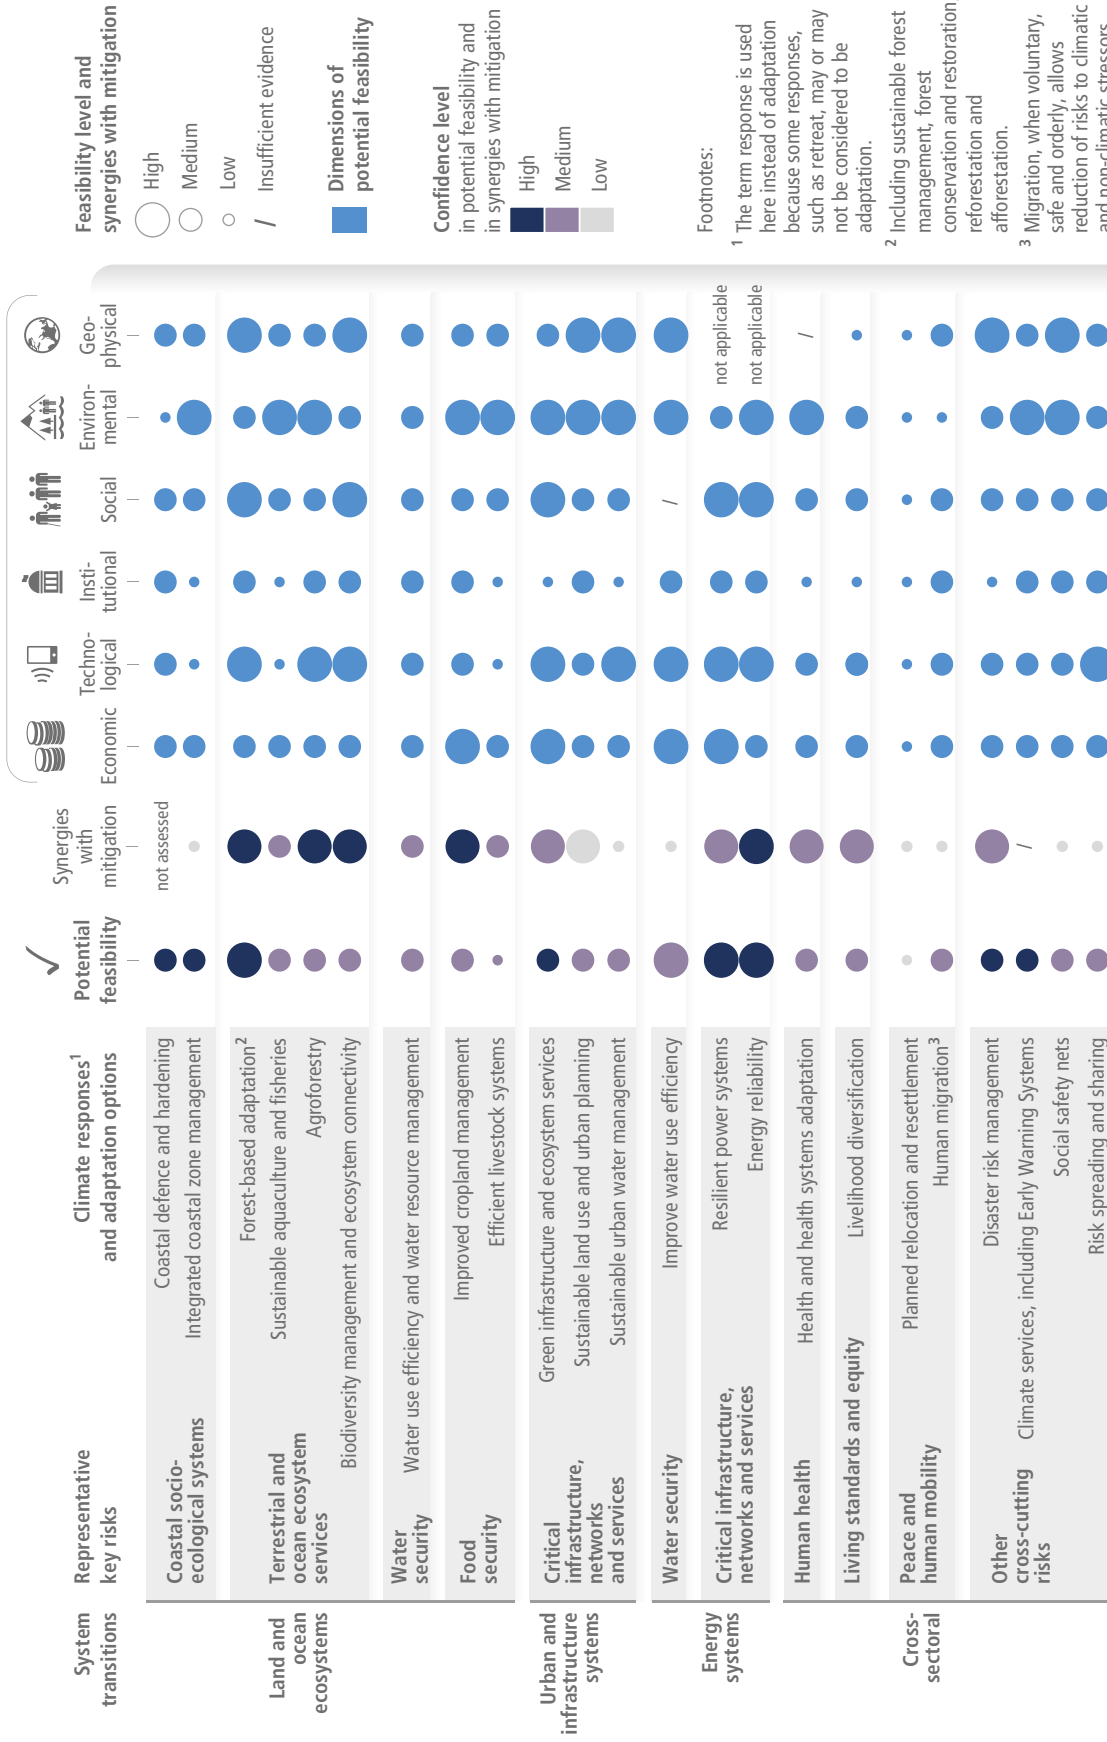 System
transitions
Representative
key risks
Climate responses1
and adaptation options
Potential
feasibility
Synergies
with
mitigation
Economic
Techno-
logical
Insti-
tutional
Social
Environ-
mental
Geo-
physical
Land and
ocean
ecosystems
Coastal socio-
ecological systems
Coastal defence and hardening
not assessed
Integrated coastal zone management
Terrestrial and
ocean ecosystem
services
Forest-based adaptation2
Sustainable aquaculture and fisheries
Agroforestry
Biodiversity management and ecosystem connectivity
Water
security
Water use efficiency and water resource management
Food
security
Improved cropland management
Efficient livestock systems
Urban and
infrastructure
systems
Critical
infrastructure,
networks
and services
Green infrastructure and ecosystem services
Sustainable land use and urban planning
Sustainable urban water management
Energy
systems
Water security
Improve water use efficiency
/
Critical infrastructure,
networks and services
Resilient power systems
not applicable
Energy reliability
not applicable
Cross-
sectoral
Human health
Health and health systems adaptation
/
Living standards and equity
Livelihood diversification
Peace and
human mobility
Planned relocation and resettlement
Human migration3
Other
cross-cutting
risks
Disaster risk management
Climate services, including Early Warning Systems
/
Social safety nets
Risk spreading and sharing
Feasibility level and
synergies with mitigation
High
Medium
Low
/ Insufficient evidence
Dimensions of
potential feasibility
Confidence level
in potential feasibility and
in synergies with mitigation
High
Medium
Low
Footnotes:
1 The term response is used
here instead of adaptation
because some responses,
such as retreat, may or may
not be considered to be
adaptation.
2 Including sustainable forest
management, forest
conservation and restoration,
reforestation and
afforestation.
3 Migration, when voluntary,
safe and orderly, allows
reduction of risks to climatic
and non-climatic stressors